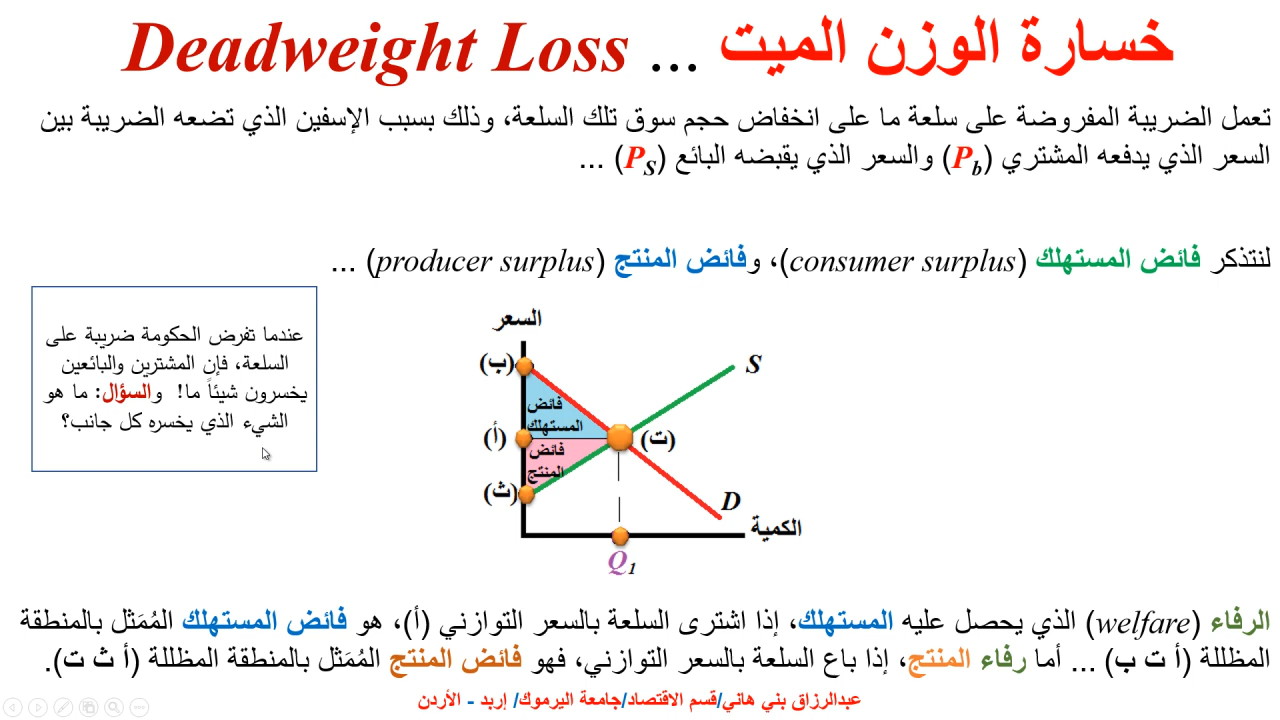 خسارة الوزن الميت ... Deadweight Loss
تعمل الضريبة المفروضة على سلعة ما على انخفاض حجم سوق تلك السلعة، وذلك بسبب الإسفين الذي تضعه الضريبة بين
السعر الذي يدفعه المشتري (Pb) والسعر الذي يقبضه البائع (PS) ...
لنتذكر فائض المستهلك (consumer surplus)، وفائض المنتج (producer surplus) ...
عندما تفرض الحكومة ضريبة على
السلعة، فإن المشترين والبائعين
يخسرون شيئاً ما! والسؤال: ما هو
الشيء الذي يخسره كل جانب؟
السعر
(ب)
S
فائض
المستهلك
(أ)
(ت)
فائض
المنتج
(ث)
D
الكمية
Q1
الرفاء (welfare) الذي يحصل عليه المستهلك، إذا اشترى السلعة بالسعر التوازني (أ)، هو فائض المستهلك المُمَثل بالمنطقة
المظللة (أ ت ب) ... أما رفاء المنتج، إذا باع السلعة بالسعر التوازني، فهو فائض المنتج المُمَثل بالمنطقة المظللة (أ ث ت).
عبدالرزاق بني هاني/قسم الاقتصاد/جامعة اليرموك/ إربد - الأردن